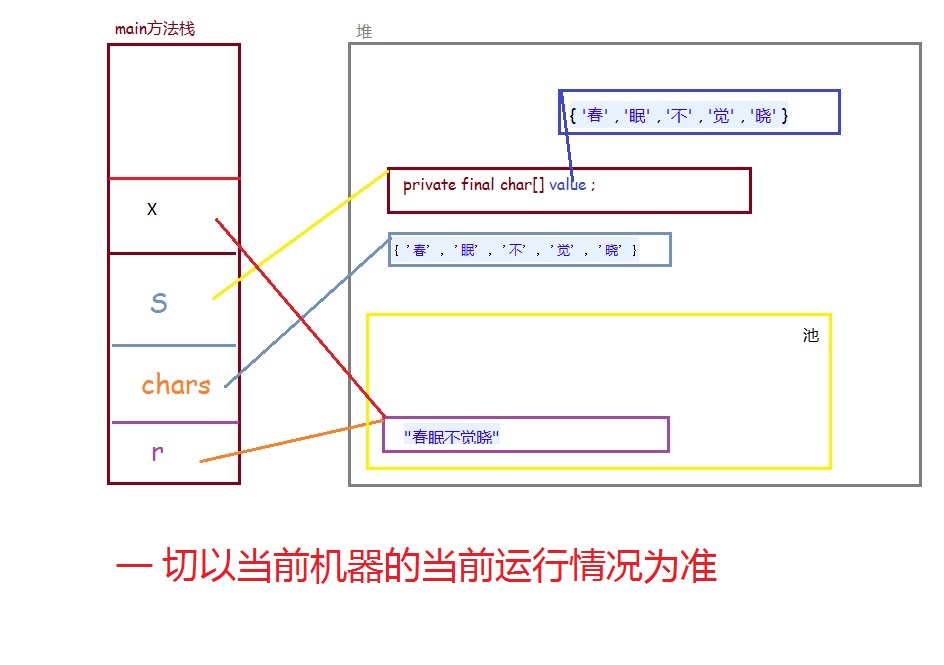 main方法栈
堆
{ '春' , '眠' , '不' , '觉' , '晓' }
private final char[] value ;
x
{ '春' , '眠' , '不' , '觉' , '晓' }
S
池
chars
"春眠不觉晓"
r
一切以当前机器的当前运行情况为准